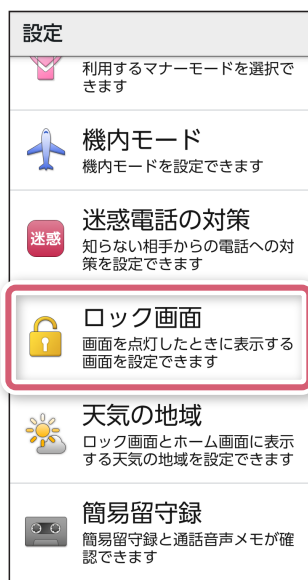 設定
利用するマナーモードを選択で
きます
機内モード
機内モードを設定できます
迷惑
迷惑電話の対策
知らない相手からの電話への対
策を設定できます
ロック画面
画面を点灯したときに表示する
画面を設定できます
天気の地域
ロック画面とホーム画面に表示
する天気の地域を設定できます
簡易留守録
簡易留守録と通話音声メモが確
認できます